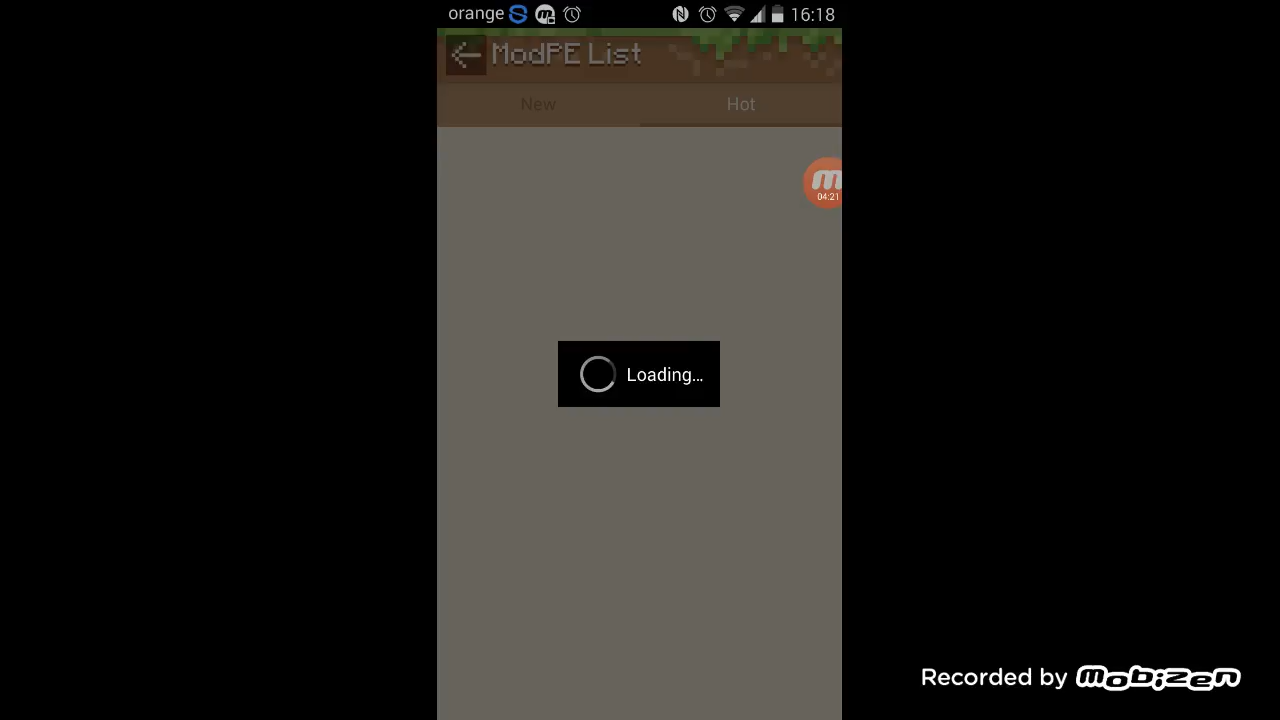 orange 16:18
ModPE List
New Hot
04:21
Loading...
Recorded by mobizen